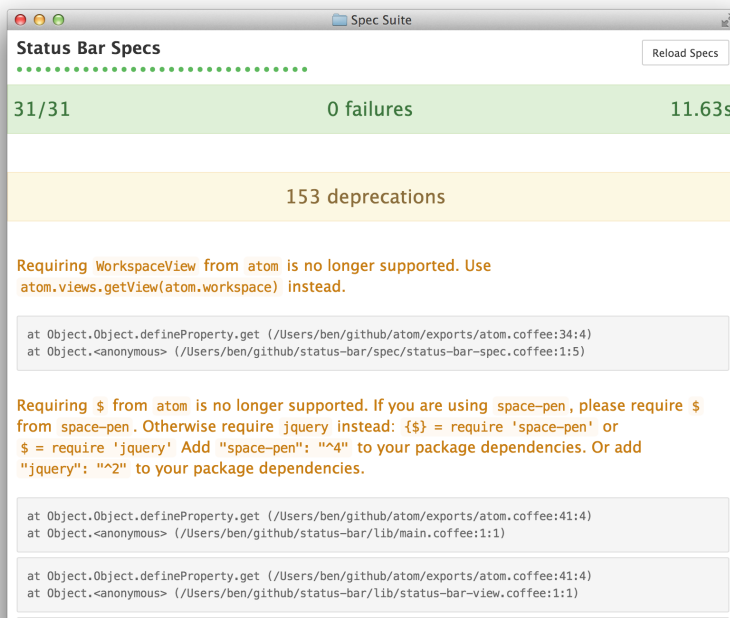 Spec Suite
Status Bar Specs
Reload Specs
31/31 0 failures 11.63s
153 deprecations
Requiring WorkspaceView from atom is no longer supported. Use
atom.views.getView(atom.workspace) instead.
at Object.Object.defineProperty.get (/Users/ben/github/atom/exports/atom.coffee:34:4)
at Object.<anonymous> (/Users/ben/github/status-bar/spec/status-bar-spec.coffee:1:5)
Requiring $ from atom is no longer supported. If you are using space-pen, please require $
from space-pen. Otherwise require jquery instead: {$} = require 'space-pen' or
$ = require 'jquery' Add "space-pen": "^4" to your package dependencies. Or add
"jquery": "^2" to your package dependencies.
at Object.Object.defineProperty.get (/Users/ben/github/atom/exports/atom.coffee:41:4)
at Object.<anonymous> (/Users/ben/github/status-bar/lib/main.coffee:1:1)
at Object.Object.defineProperty.get (/Users/ben/github/atom/exports/atom.coffee:41:4)
at Object.<anonymous> (/Users/ben/github/status-bar/lib/status-bar-view.coffee:1:1)